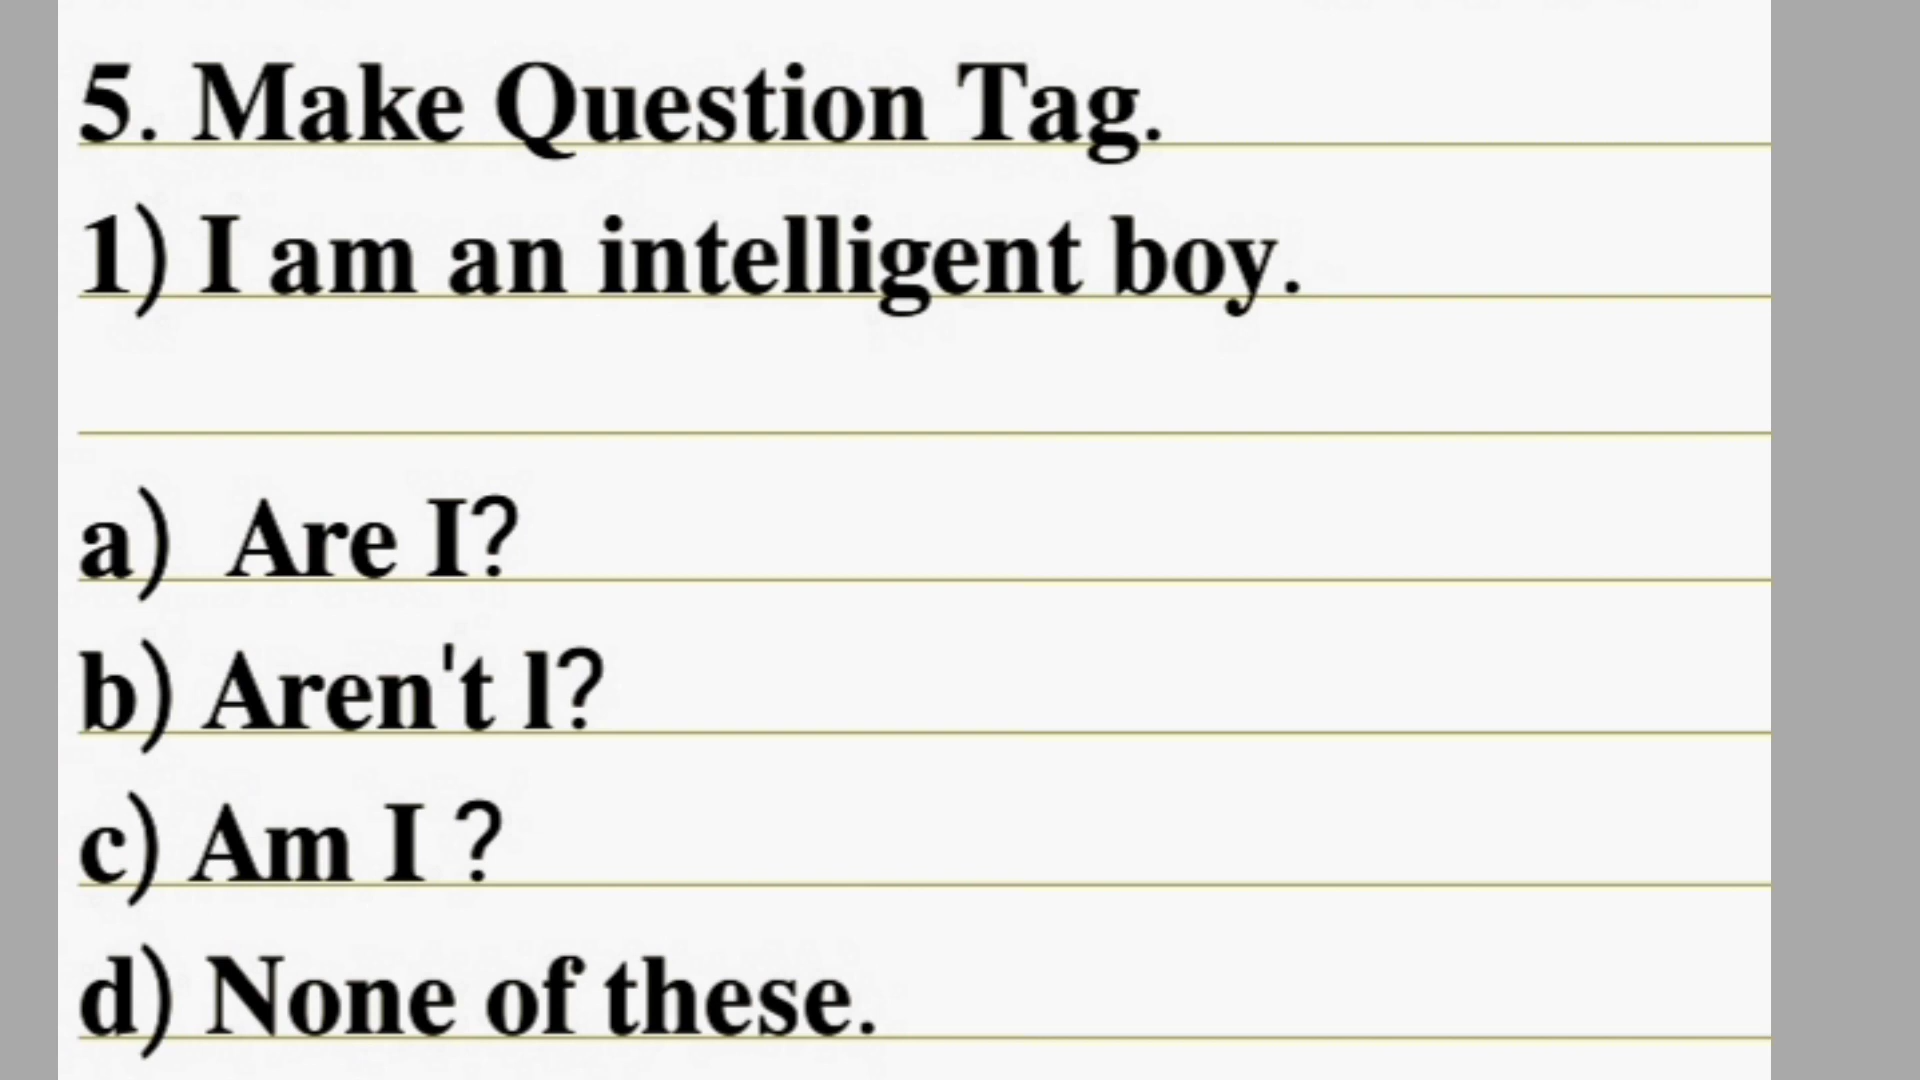 5. Make Question Tag.
1) I am an intelligent boy.
a) Are I?
b) Aren't l?
c) Am I ?
d) None of these.